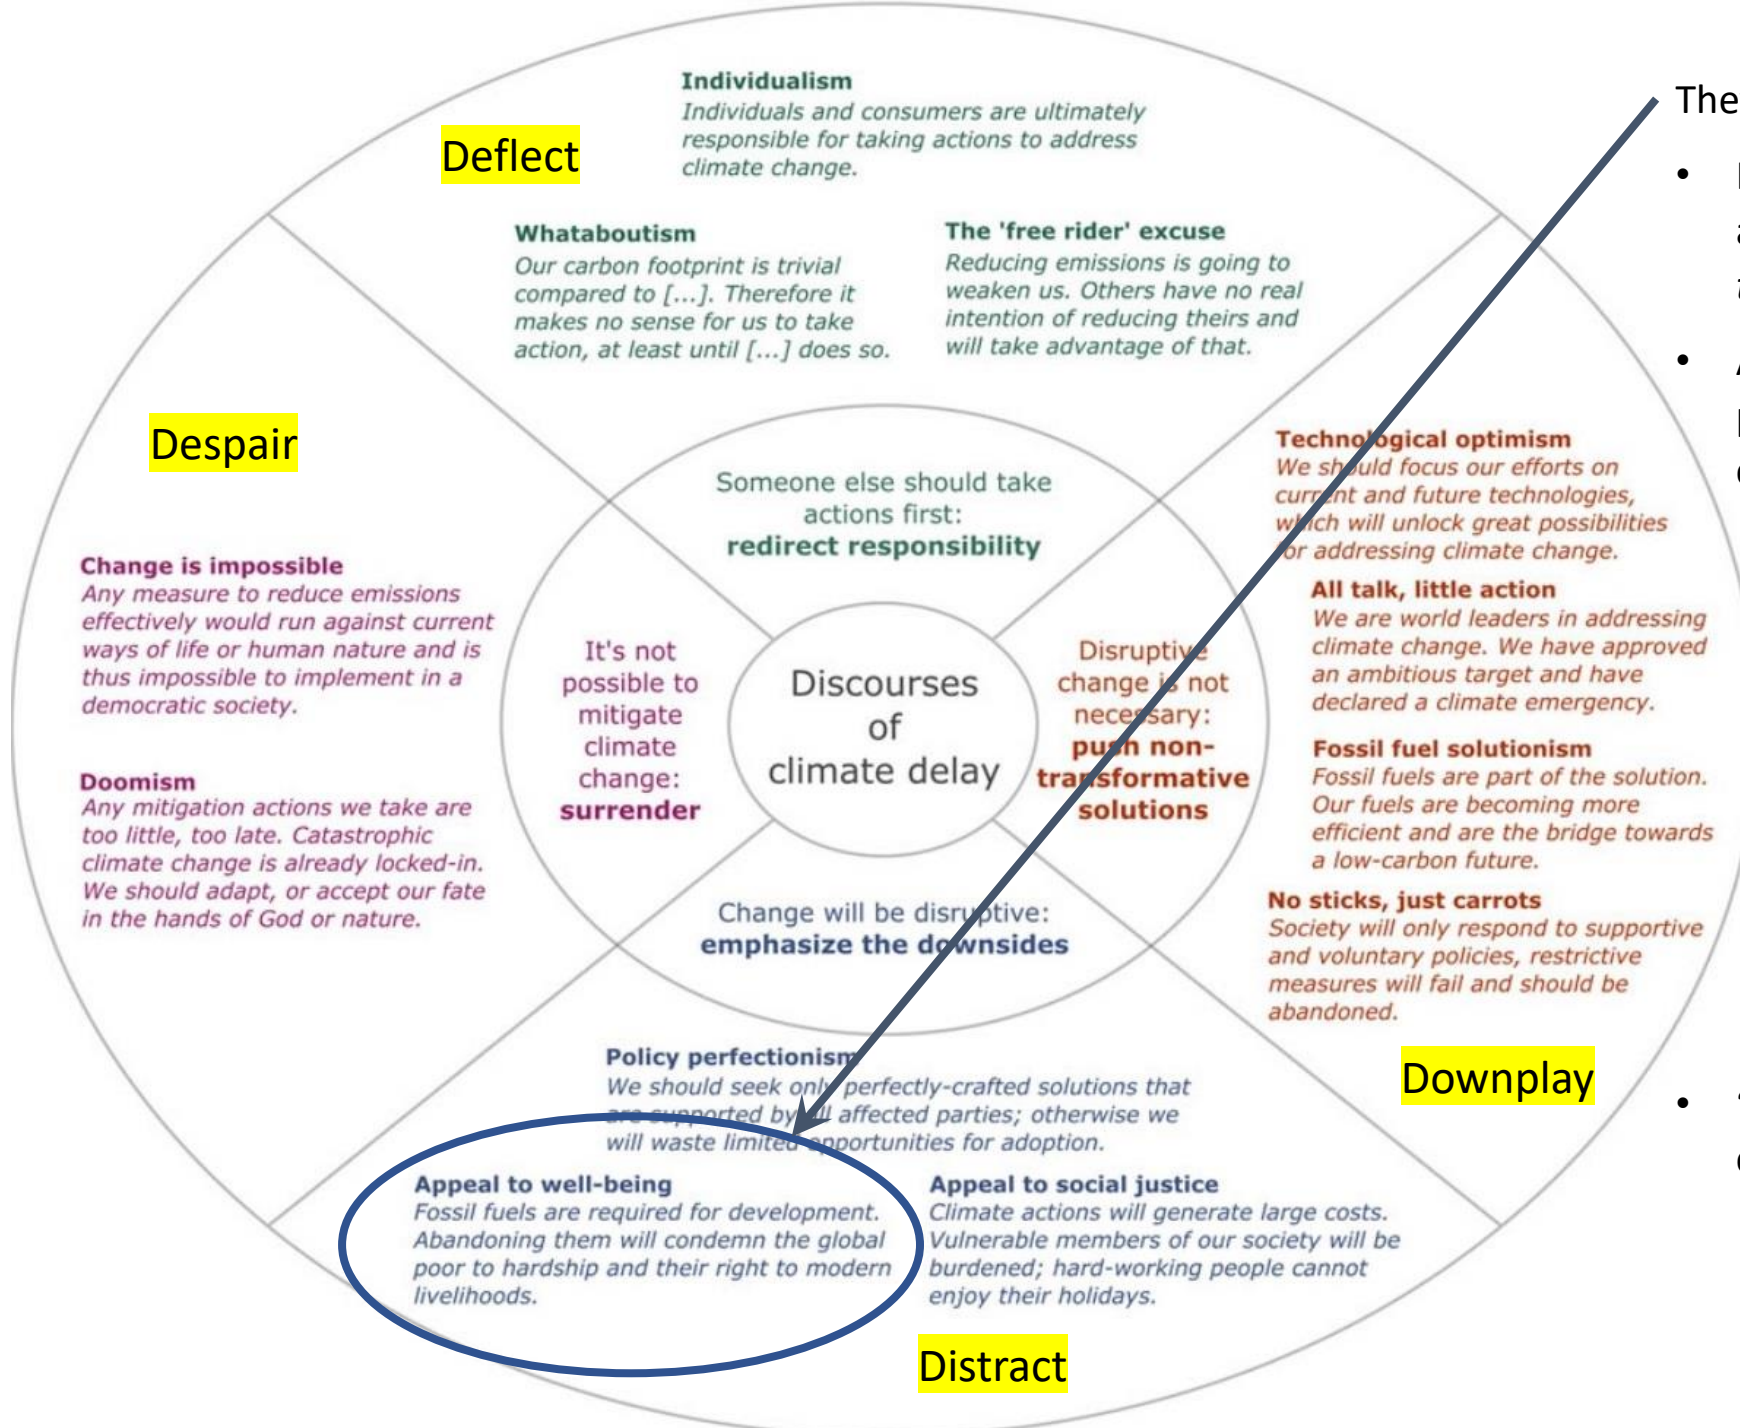 Individualism
Individuals and consumers are ultimately
responsible for taking actions to address
climate change.
Deflect
Whataboutism
Our carbon footprint is trivial
compared to [...]. Therefore it
makes no sense for us to take
action, at least until [...] does so.
The 'free rider' excuse
Reducing emissions is going to
weaken us. Others have no real
intention of reducing theirs and
will take advantage of that.
Despair
Someone else should take
actions first:
redirect responsibility
Technological optimism
We should focus our efforts on
current and future technologies,
which will unlock great possibilities
for addressing climate change.
All talk, little action
We are world leaders in addressing
climate change. We have approved
an ambitious target and have
declared a climate emergency.
Fossil fuel solutionism
Fossil fuels are part of the solution.
Our fuels are becoming more
efficient and are the bridge towards
a low-carbon future.
No sticks, just carrots
Society will only respond to supportive
and voluntary policies, restrictive
measures will fail and should be
abandoned.
Change is impossible
Any measure to reduce emissions
effectively would run against current
ways of life or human nature and is
thus impossible to implement in a
democratic society.
Doomism
Any mitigation actions we take are
too little, too late. Catastrophic
climate change is already locked-in.
We should adapt, or accept our fate
in the hands of God or nature.
It's not
possible to
mitigate
climate
change:
surrender
Discourses
of
climate delay
Disruptive
change is not
necessary:
push non-
transformative
solutions
Change will be disruptive:
emphasize the downsides
Policy perfectionism
We should seek only perfectly-crafted solutions that
are supported by all affected parties; otherwise we
will waste limited opportunities for adoption.
Downplay
Appeal to well-being
Fossil fuels are required for development.
Abandoning them will condemn the global
poor to hardship and their right to modern
livelihoods.
Appeal to social justice
Climate actions will generate large costs.
Vulnerable members of our society will be
burdened; hard-working people cannot
enjoy their holidays.
Distract
The